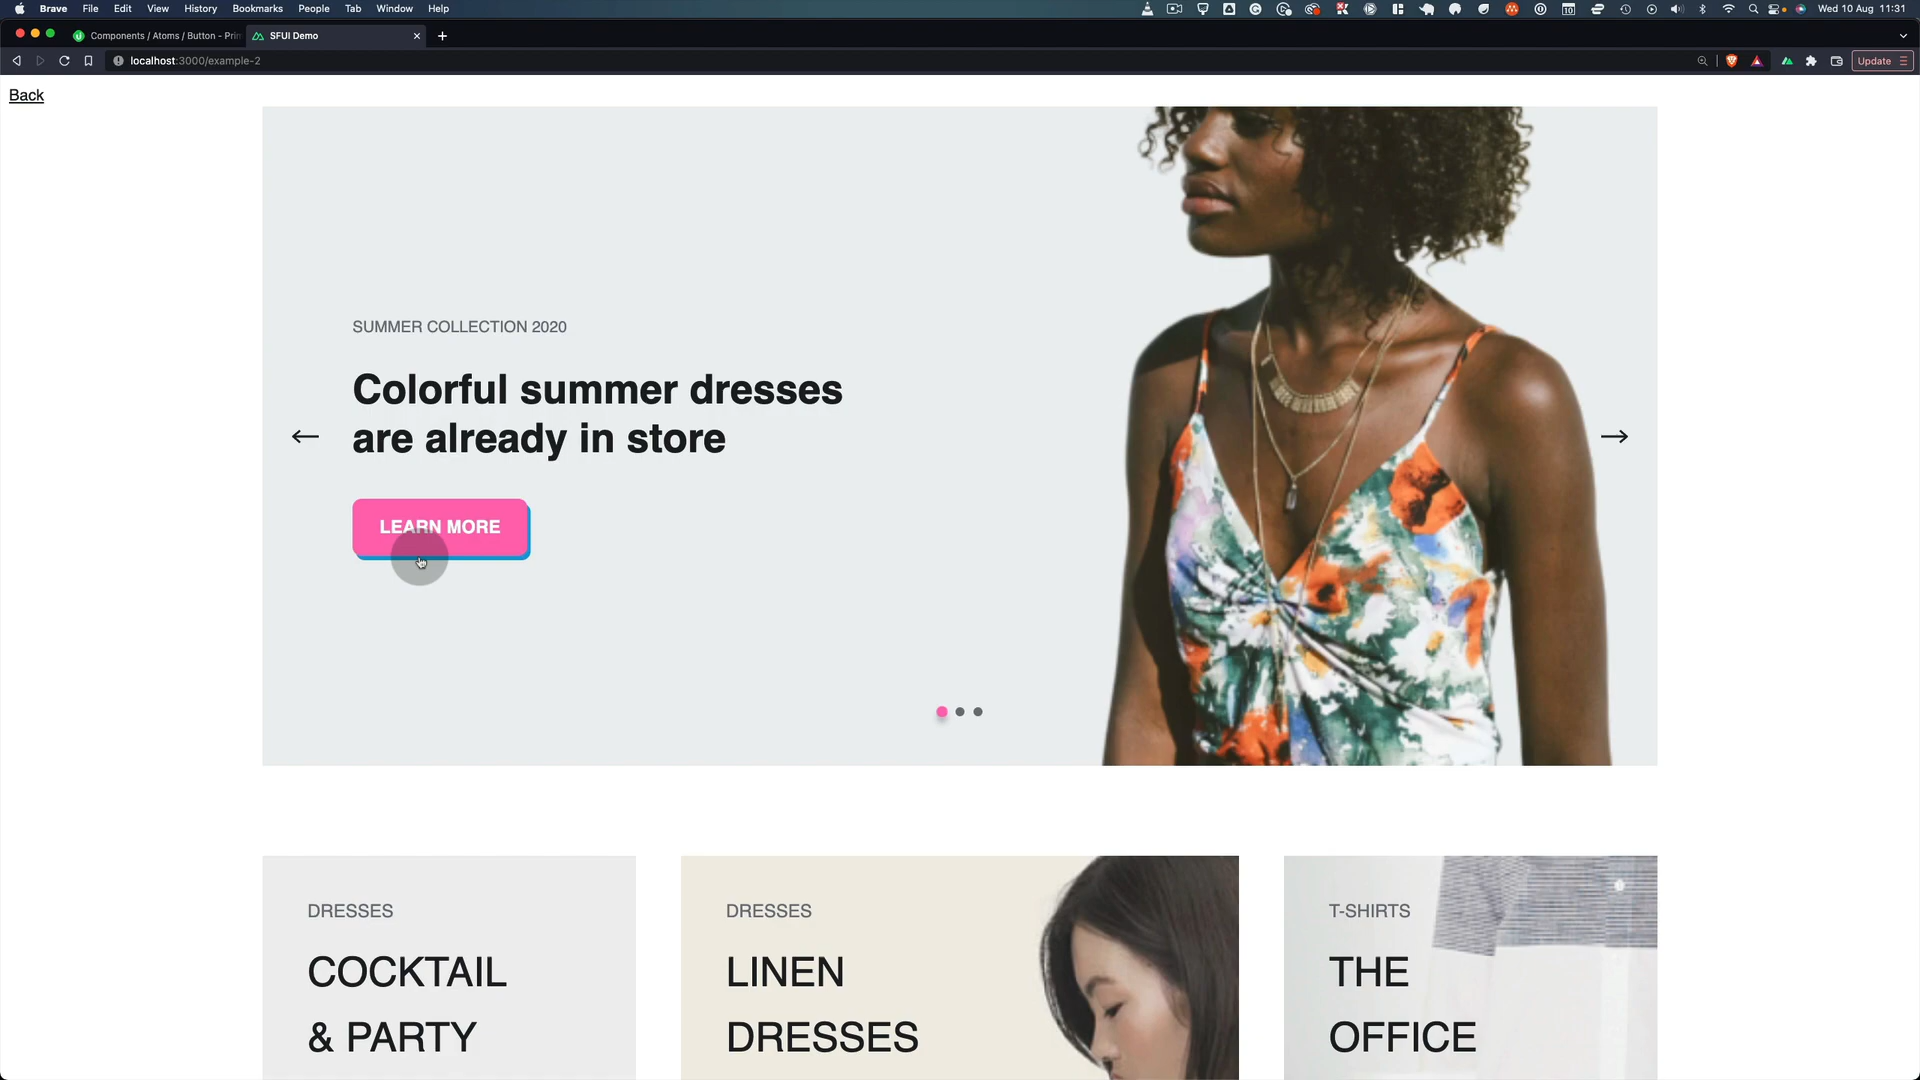 Brave File Edit View History Bookmarks People Tab Window Help Wed 10 Aug 11:31
Components / Atoms / Button - Prim SFUI Demo
localhost:3000/example-2 Update
Back
SUMMER COLLECTION 2020
Colorful summer dresses
are already in store
LEARN MORE
DRESSES
COCKTAIL
& PARTY
DRESSES
LINEN
DRESSES
T-SHIRTS
THE
OFFICE